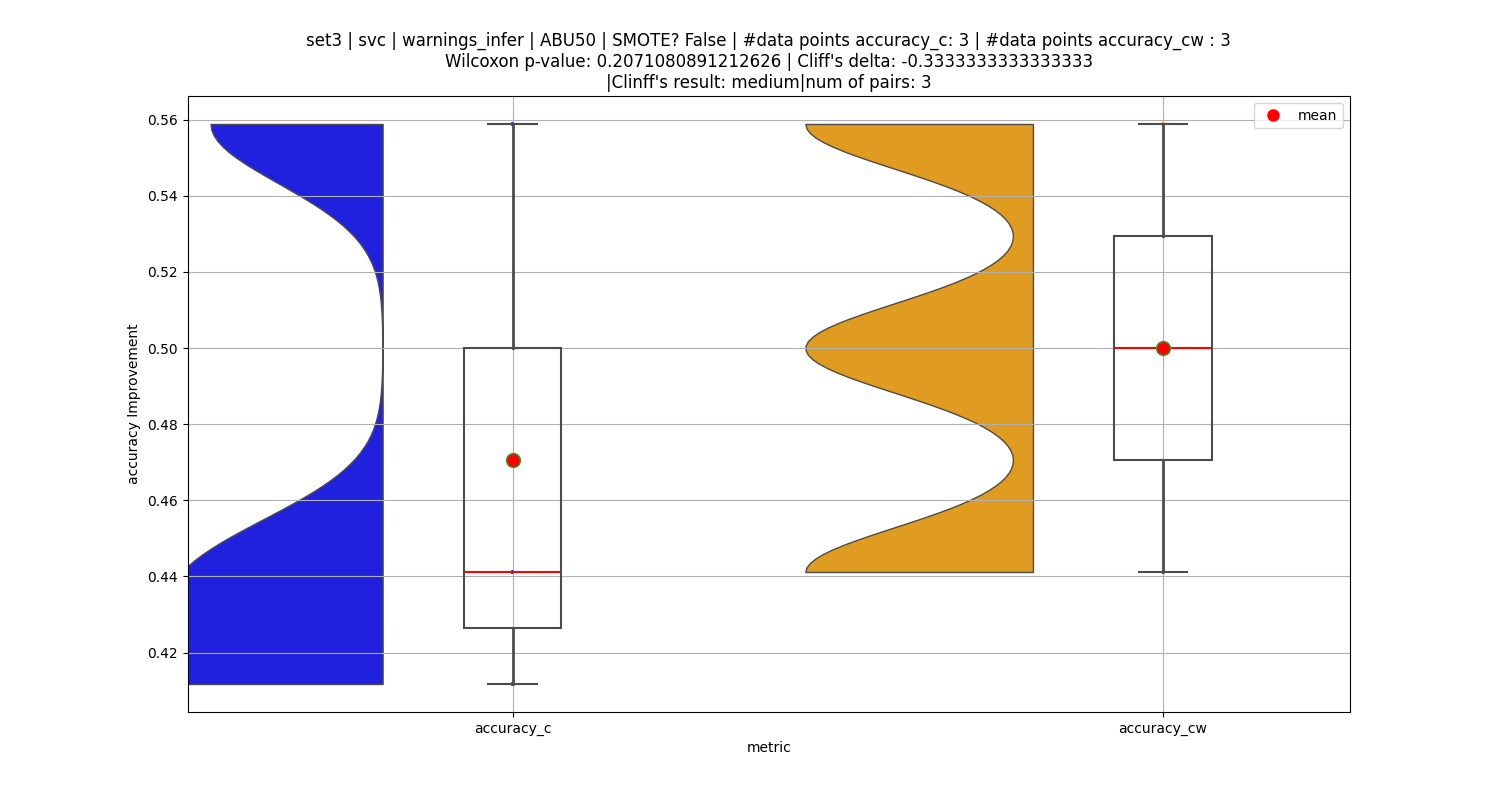 set3 | svc | warnings_infer | ABU50 | SMOTE? False | #data points accuracy_c: 3 | #data points accuracy_cw : 3
Wilcoxon p-value: 0.2071080891212626 | Cliff's delta: -0.3333333333333333
|Clinff's result: medium|num of pairs: 3
mean
0.56
0.54
0.52
0.50
0.48
0.46
0.44
0.42
accuracy Improvement
accuracy_c
accuracy_cw
metric